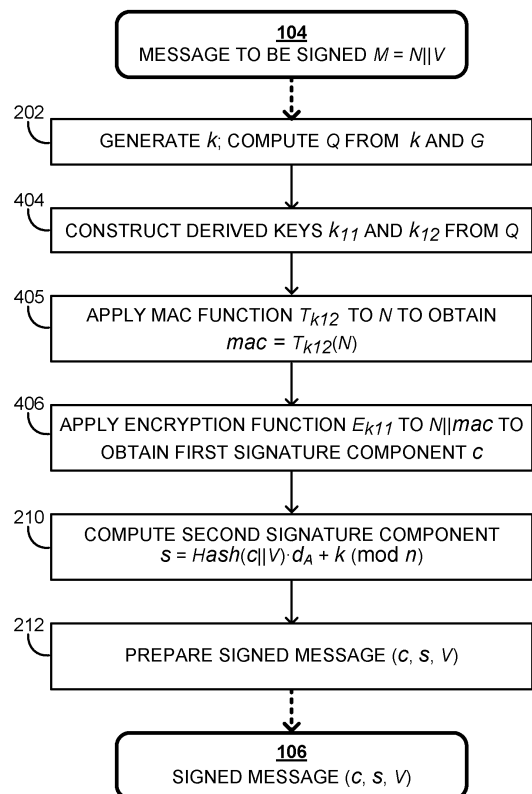 104
MESSAGE TO BE SIGNED M = N||V
202
GENERATE k; COMPUTE Q FROM k AND G
404
CONSTRUCT DERIVED KEYS k11 AND k12 FROM Q
405
APPLY MAC FUNCTION Tk12 TO N TO OBTAIN
mac = Tk12(N)
406
APPLY ENCRYPTION FUNCTION Ek11 TO N||mac TO
OBTAIN FIRST SIGNATURE COMPONENT c
210
COMPUTE SECOND SIGNATURE COMPONENT
s = Hash(c||V)·dA + k (mod n)
212
PREPARE SIGNED MESSAGE (c, s, V)
106
SIGNED MESSAGE (c, s, V)